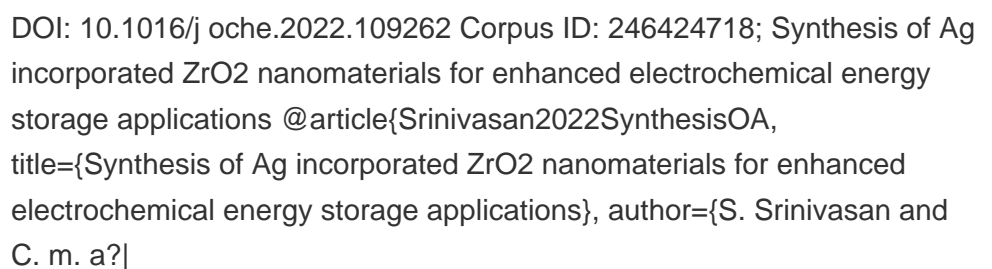 DOI: 10.1016/j oche.2022.109262 Corpus ID: 246424718; Synthesis of Ag
incorporated ZrO2 nanomaterials for enhanced electrochemical energy
storage applications @article{Srinivasan2022SynthesisOA,
title={Synthesis of Ag incorporated ZrO2 nanomaterials for enhanced
electrochemical energy storage applications}, author={S. Srinivasan and
C. m. a?|